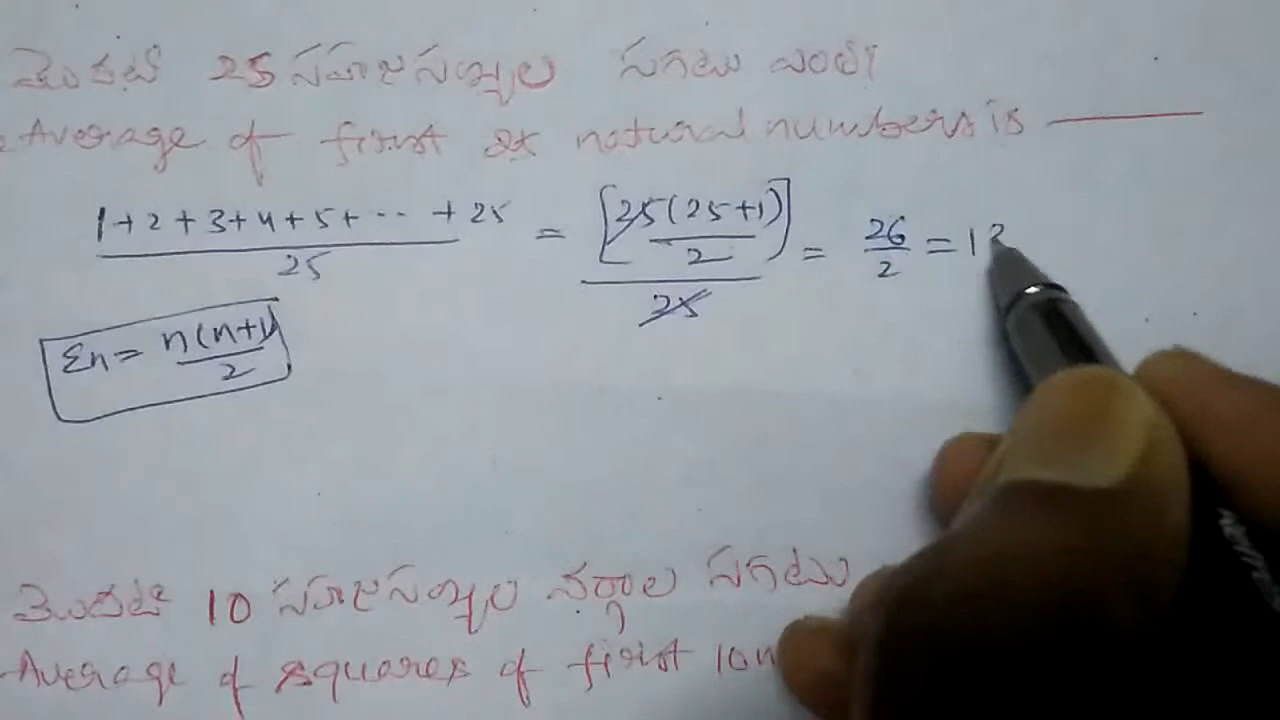 మొదటి 25 సహజసంఖ్యల సగటు ఎంత?
Average of first 25 natural numbers is ———
1+2+3+4+5+ ... +25 / 25 = [25(25+1)/2] / 25 = 26/2 = 13
Σn = n(n+1)/2
మొదటి 10 సహజసంఖ్యల వర్గాల సగటు
Average of squares of first 10 n